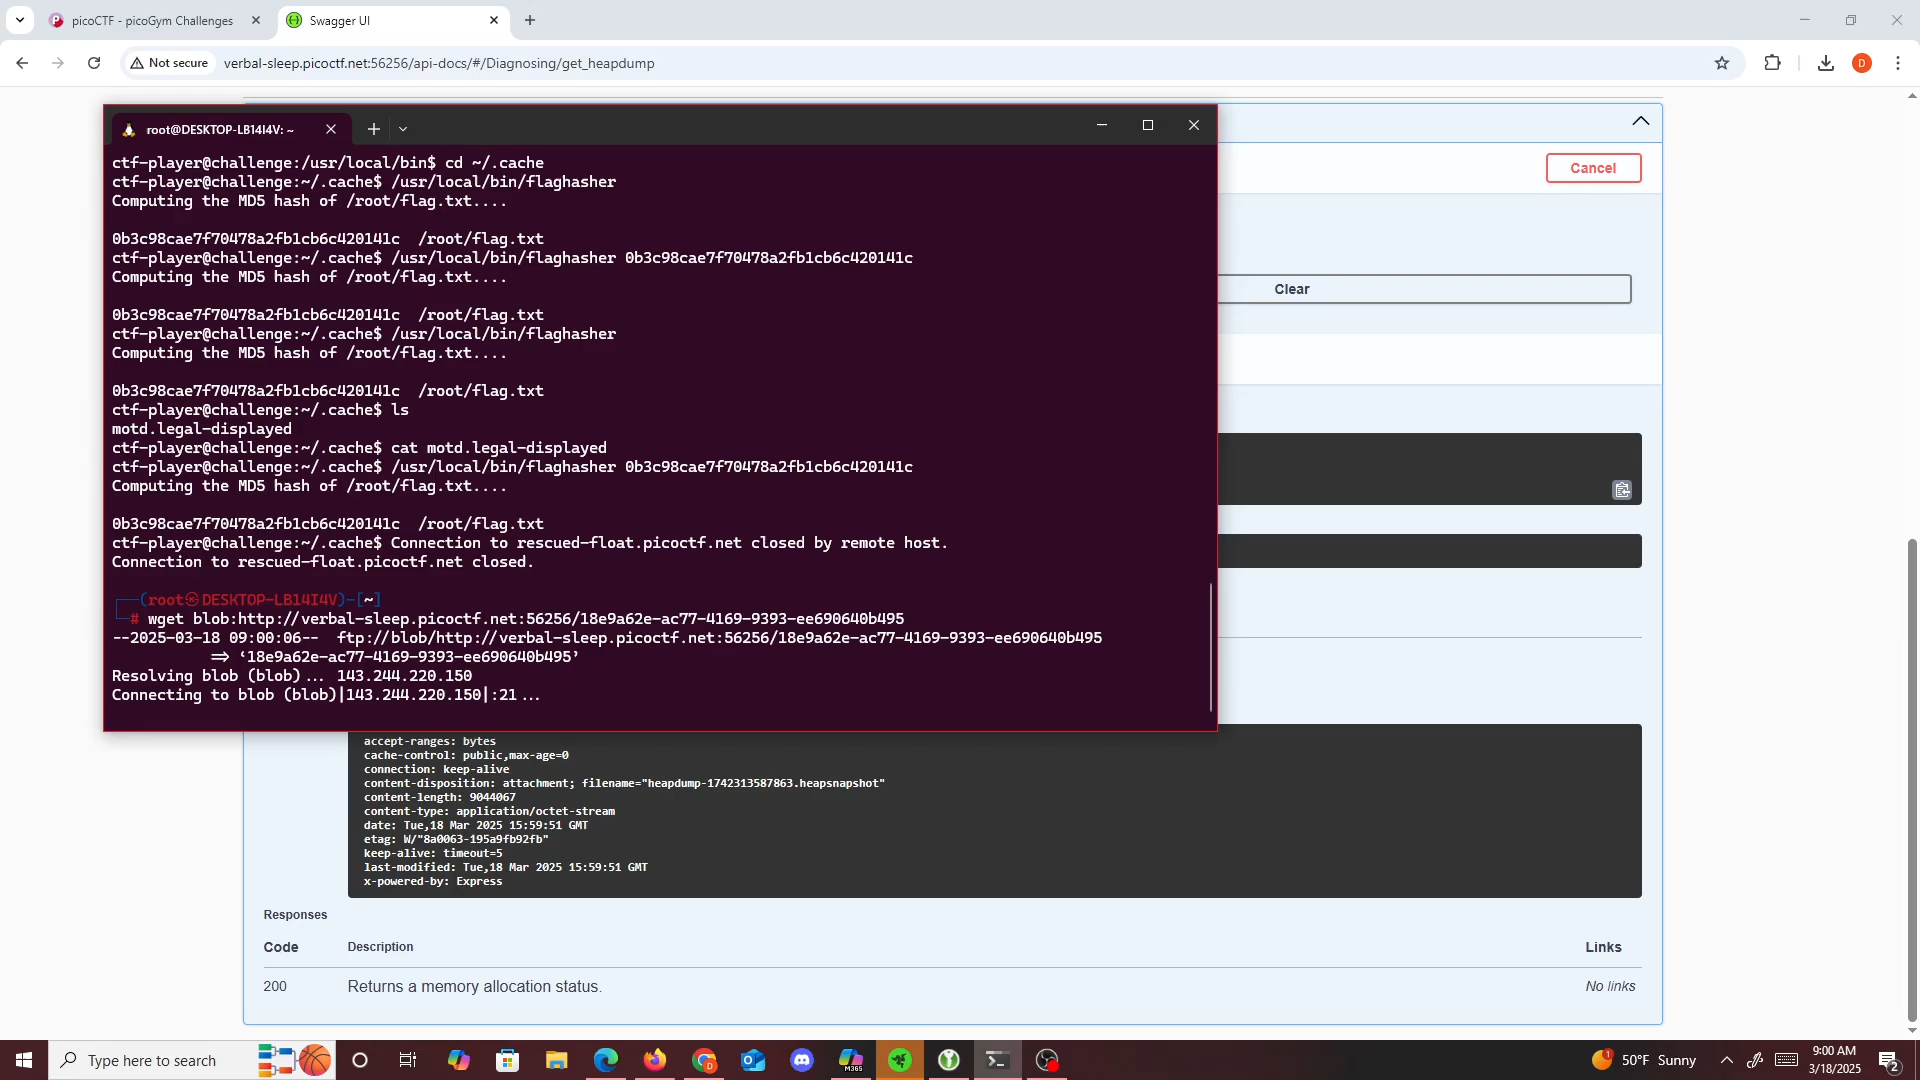 picoCTF - picoGym Challenges
Swagger UI
Not secure
verbal-sleep.picoctf.net:56256/api-docs/#/Diagnosing/get_heapdump
D
root@DESKTOP-LB14I4V: ~
Cancel
Clear
ctf-player@challenge:/usr/local/bin$ cd ~/.cache
ctf-player@challenge:~/.cache$ /usr/local/bin/flaghasher
Computing the MD5 hash of /root/flag.txt....
0b3c98cae7f70478a2fb1cb6c420141c  /root/flag.txt
ctf-player@challenge:~/.cache$ /usr/local/bin/flaghasher 0b3c98cae7f70478a2fb1cb6c420141c
Computing the MD5 hash of /root/flag.txt....
0b3c98cae7f70478a2fb1cb6c420141c  /root/flag.txt
ctf-player@challenge:~/.cache$ /usr/local/bin/flaghasher
Computing the MD5 hash of /root/flag.txt....
0b3c98cae7f70478a2fb1cb6c420141c  /root/flag.txt
ctf-player@challenge:~/.cache$ ls
motd.legal-displayed
ctf-player@challenge:~/.cache$ cat motd.legal-displayed
ctf-player@challenge:~/.cache$ /usr/local/bin/flaghasher 0b3c98cae7f70478a2fb1cb6c420141c
Computing the MD5 hash of /root/flag.txt....
0b3c98cae7f70478a2fb1cb6c420141c  /root/flag.txt
ctf-player@challenge:~/.cache$ Connection to rescued-float.picoctf.net closed by remote host.
Connection to rescued-float.picoctf.net closed.
┌──(root㉿DESKTOP-LB14I4V)-[~]
└─# wget blob:http://verbal-sleep.picoctf.net:56256/18e9a62e-ac77-4169-9393-ee690640b495
--2025-03-18 09:00:06--  ftp://blob/http://verbal-sleep.picoctf.net:56256/18e9a62e-ac77-4169-9393-ee690640b495
=> ‘18e9a62e-ac77-4169-9393-ee690640b495’
Resolving blob (blob)... 143.244.220.150
Connecting to blob (blob)|143.244.220.150|:21...
accept-ranges: bytes
cache-control: public,max-age=0
connection: keep-alive
content-disposition: attachment; filename="heapdump-1742313587863.heapsnapshot"
content-length: 9044067
content-type: application/octet-stream
date: Tue,18 Mar 2025 15:59:51 GMT
etag: W/"8a0063-195a9fb92fb"
keep-alive: timeout=5
last-modified: Tue,18 Mar 2025 15:59:51 GMT
x-powered-by: Express
Responses
Code Description Links
200 Returns a memory allocation status. No links
Type here to search
M365
D
1
50°F Sunny
9:00 AM
3/18/2025
2